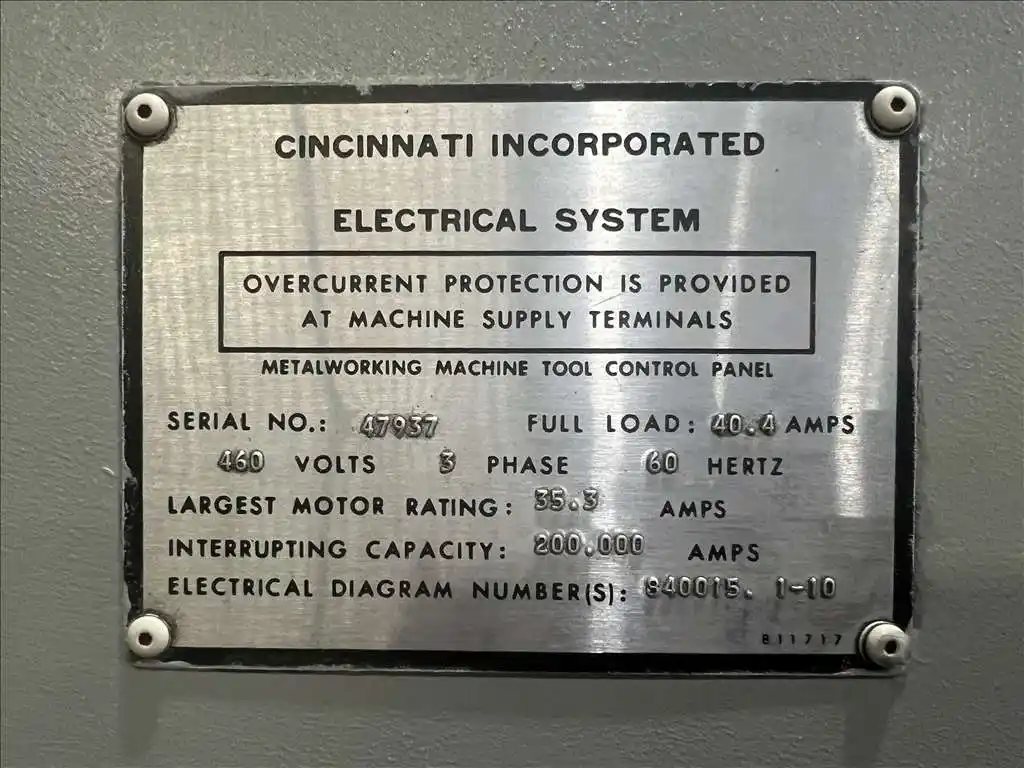 CINCINNATI INCORPORATED
ELECTRICAL SYSTEM
OVERCURRENT PROTECTION IS PROVIDED
AT MACHINE SUPPLY TERMINALS
METALWORKING MACHINE TOOL CONTROL PANEL
SERIAL NO.: 47937 FULL LOAD: 40.4 AMPS
460 VOLTS 3 PHASE 60 HERTZ
LARGEST MOTOR RATING: 35.3 AMPS
INTERRUPTING CAPACITY: 200,000 AMPS
ELECTRICAL DIAGRAM NUMBER(S): 840015. 1-10
811717